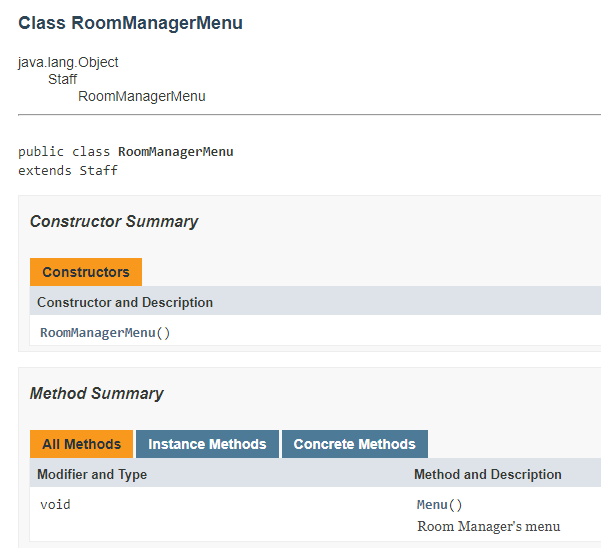 Class RoomManagerMenu
java.lang.Object
Staff
RoomManagerMenu
public class RoomManagerMenu
extends Staff
Constructor Summary
Constructors
Constructor and Description
RoomManagerMenu()
Method Summary
All Methods Instance Methods Concrete Methods
Modifier and Type Method and Description
void Menu()
Room Manager's menu